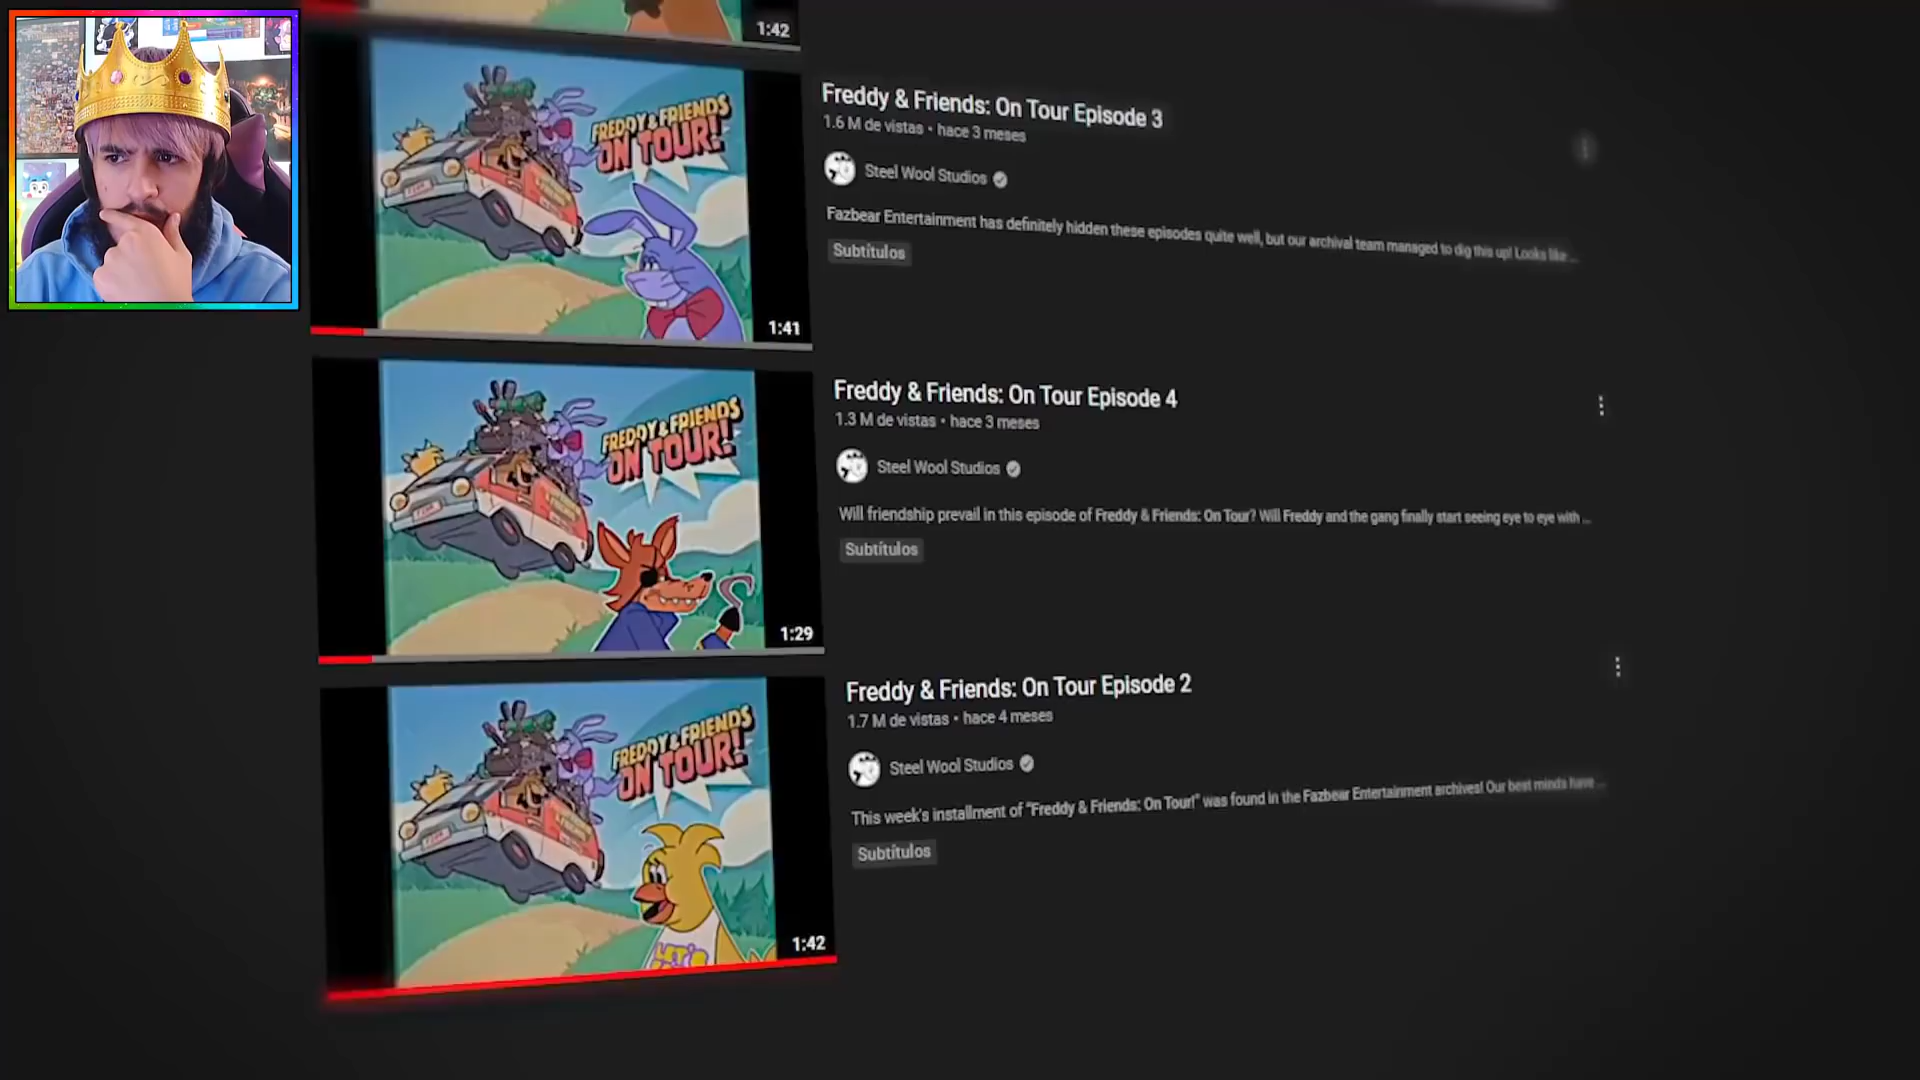 1:42
FREDDY & FRIENDS
ON TOUR!
1:41
Freddy & Friends: On Tour Episode 3
1.6 M de vistas • hace 3 meses
Steel Wool Studios
Fazbear Entertainment has definitely hidden these episodes quite well, but our archival team managed to dig this up! Looks like ...
Subtítulos
FREDDY & FRIENDS
ON TOUR!
1:29
Freddy & Friends: On Tour Episode 4
1.3 M de vistas • hace 3 meses
Steel Wool Studios
Will friendship prevail in this episode of Freddy & Friends: On Tour? Will Freddy and the gang finally start seeing eye to eye with ...
Subtítulos
FREDDY & FRIENDS
ON TOUR!
LET'S
1:42
Freddy & Friends: On Tour Episode 2
1.7 M de vistas • hace 4 meses
Steel Wool Studios
This week's installment of "Freddy & Friends: On Tour!" was found in the Fazbear Entertainment archives! Our best minds have ...
Subtítulos